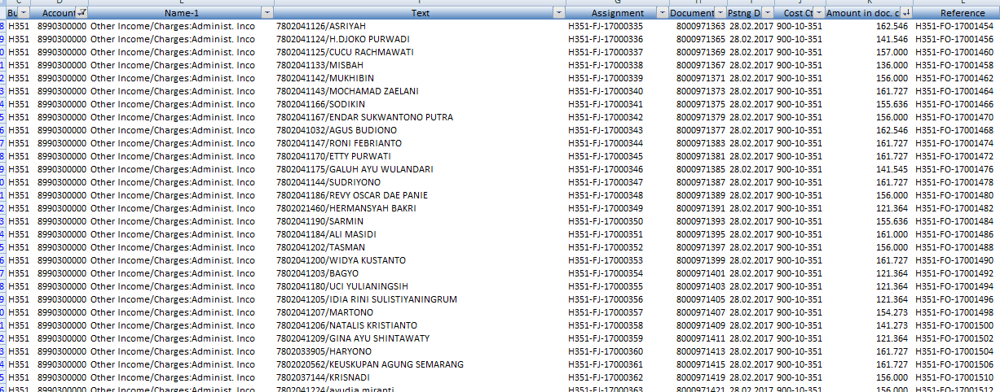 C D E F G H I J K L
Bu Account Name-1 Text Assignment Document Pstng D Cost Ct Amount in doc. c Reference
8 H351 8990300000 Other Income/Charges:Administ. Inco 7802041126/ASRIYAH H351-FJ-17000335 8000971363 28.02.2017 900-10-351 162.546 H351-FO-17001454
9 H351 8990300000 Other Income/Charges:Administ. Inco 7802041124/H.DJOKO PURWADI H351-FJ-17000336 8000971365 28.02.2017 900-10-351 141.546 H351-FO-17001456
0 H351 8990300000 Other Income/Charges:Administ. Inco 7802041125/CUCU RACHMAWATI H351-FJ-17000337 8000971369 28.02.2017 900-10-351 157.000 H351-FO-17001460
1 H351 8990300000 Other Income/Charges:Administ. Inco 7802041133/MISBAH H351-FJ-17000338 8000971367 28.02.2017 900-10-351 136.000 H351-FO-17001458
2 H351 8990300000 Other Income/Charges:Administ. Inco 7802041142/MUKHIBIN H351-FJ-17000339 8000971371 28.02.2017 900-10-351 156.000 H351-FO-17001462
3 H351 8990300000 Other Income/Charges:Administ. Inco 7802041143/MOCHAMAD ZAELANI H351-FJ-17000340 8000971373 28.02.2017 900-10-351 161.727 H351-FO-17001464
4 H351 8990300000 Other Income/Charges:Administ. Inco 7802041166/SODIKIN H351-FJ-17000341 8000971375 28.02.2017 900-10-351 155.636 H351-FO-17001466
5 H351 8990300000 Other Income/Charges:Administ. Inco 7802041167/ENDAR SUKWANTONO PUTRA H351-FJ-17000342 8000971379 28.02.2017 900-10-351 156.000 H351-FO-17001470
6 H351 8990300000 Other Income/Charges:Administ. Inco 7802041032/AGUS BUDIONO H351-FJ-17000343 8000971377 28.02.2017 900-10-351 162.546 H351-FO-17001468
7 H351 8990300000 Other Income/Charges:Administ. Inco 7802041147/RONI FEBRIANTO H351-FJ-17000344 8000971383 28.02.2017 900-10-351 161.727 H351-FO-17001474
8 H351 8990300000 Other Income/Charges:Administ. Inco 7802041170/ETTY PURWATI H351-FJ-17000345 8000971381 28.02.2017 900-10-351 161.727 H351-FO-17001472
9 H351 8990300000 Other Income/Charges:Administ. Inco 7802041175/GALUH AYU WULANDARI H351-FJ-17000346 8000971385 28.02.2017 900-10-351 141.545 H351-FO-17001476
0 H351 8990300000 Other Income/Charges:Administ. Inco 7802041144/SUDRIYONO H351-FJ-17000347 8000971387 28.02.2017 900-10-351 161.727 H351-FO-17001478
1 H351 8990300000 Other Income/Charges:Administ. Inco 7802041186/REVY OSCAR DAE PANIE H351-FJ-17000348 8000971389 28.02.2017 900-10-351 156.000 H351-FO-17001480
2 H351 8990300000 Other Income/Charges:Administ. Inco 7802021460/HERMANSYAH BAKRI H351-FJ-17000349 8000971391 28.02.2017 900-10-351 121.364 H351-FO-17001482
3 H351 8990300000 Other Income/Charges:Administ. Inco 7802041190/SARMIN H351-FJ-17000350 8000971393 28.02.2017 900-10-351 155.636 H351-FO-17001484
4 H351 8990300000 Other Income/Charges:Administ. Inco 7802041184/ALI MASIDI H351-FJ-17000351 8000971395 28.02.2017 900-10-351 161.000 H351-FO-17001486
5 H351 8990300000 Other Income/Charges:Administ. Inco 7802041202/TASMAN H351-FJ-17000352 8000971397 28.02.2017 900-10-351 156.000 H351-FO-17001488
6 H351 8990300000 Other Income/Charges:Administ. Inco 7802041200/WIDYA KUSTANTO H351-FJ-17000353 8000971399 28.02.2017 900-10-351 161.727 H351-FO-17001490
7 H351 8990300000 Other Income/Charges:Administ. Inco 7802041203/BAGYO H351-FJ-17000354 8000971401 28.02.2017 900-10-351 121.364 H351-FO-17001492
8 H351 8990300000 Other Income/Charges:Administ. Inco 7802041180/UCI YULIANINGSIH H351-FJ-17000355 8000971403 28.02.2017 900-10-351 121.364 H351-FO-17001494
9 H351 8990300000 Other Income/Charges:Administ. Inco 7802041205/IDIA RINI SULISTIYANINGRUM H351-FJ-17000356 8000971405 28.02.2017 900-10-351 121.364 H351-FO-17001496
0 H351 8990300000 Other Income/Charges:Administ. Inco 7802041207/MARTONO H351-FJ-17000357 8000971407 28.02.2017 900-10-351 154.273 H351-FO-17001498
1 H351 8990300000 Other Income/Charges:Administ. Inco 7802041206/NATALIS KRISTIANTO H351-FJ-17000358 8000971409 28.02.2017 900-10-351 141.273 H351-FO-17001500
2 H351 8990300000 Other Income/Charges:Administ. Inco 7802041209/GINA AYU SHINTAWATY H351-FJ-17000359 8000971411 28.02.2017 900-10-351 121.364 H351-FO-17001502
3 H351 8990300000 Other Income/Charges:Administ. Inco 7802033905/HARYONO H351-FJ-17000360 8000971413 28.02.2017 900-10-351 161.727 H351-FO-17001504
4 H351 8990300000 Other Income/Charges:Administ. Inco 7802020562/KEUSKUPAN AGUNG SEMARANG H351-FJ-17000361 8000971415 28.02.2017 900-10-351 161.727 H351-FO-17001506
5 H351 8990300000 Other Income/Charges:Administ. Inco 7802037144/KRISNADI H351-FJ-17000362 8000971419 28.02.2017 900-10-351 156.000 H351-FO-17001510
6 H351 8990300000 Other Income/Charges:Administ. Inco 7802041224/ayudia miranti H351-FJ-17000363 8000971421 28.02.2017 900-10-351 156.000 H351-FO-17001512